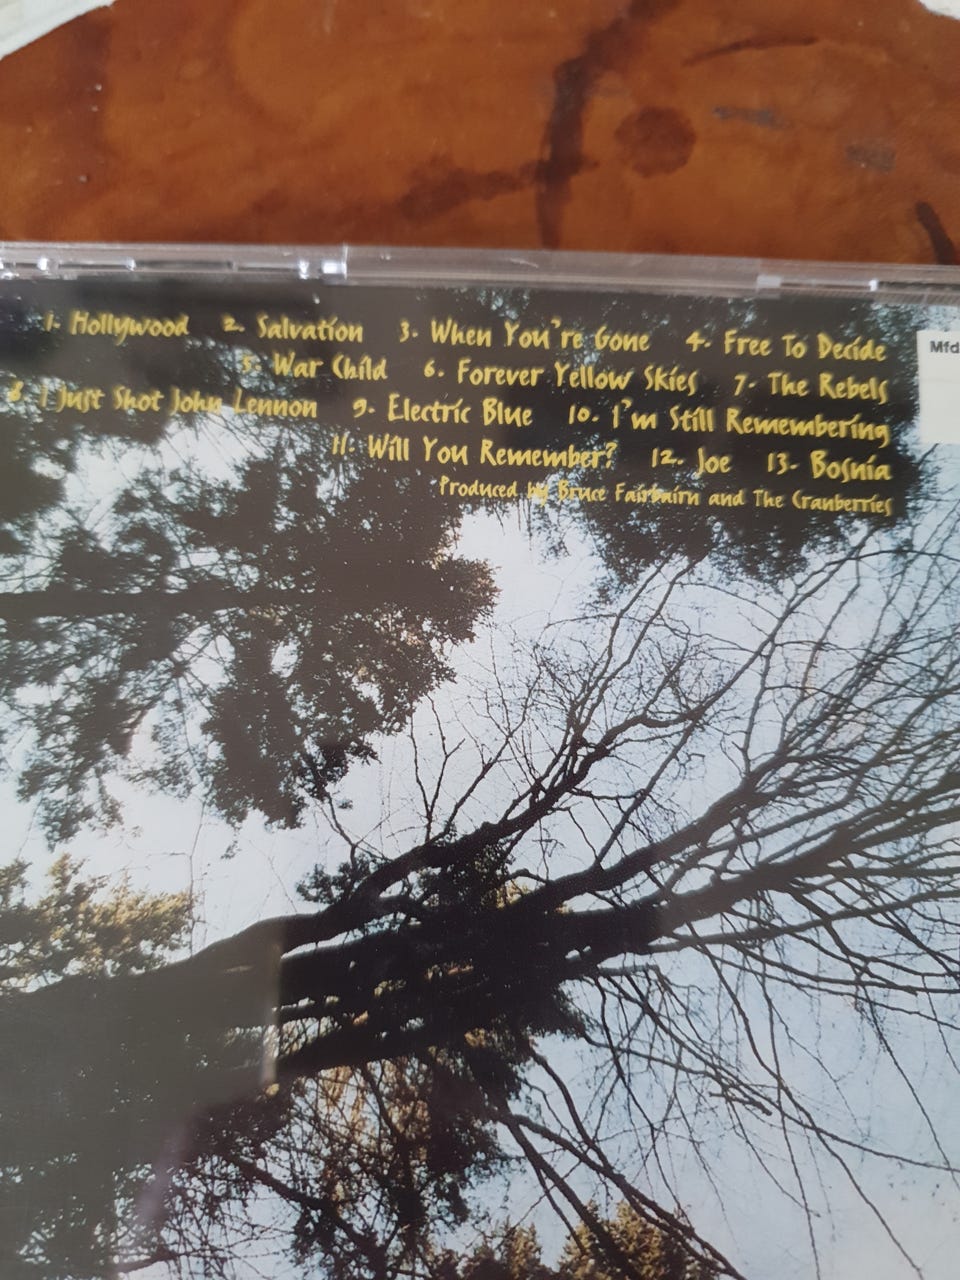 1. Hollywood 2. Salvation 3. When You're Gone 4. Free To Decide
5. War Child 6. Forever Yellow Skies 7. The Rebels
8. I Just Shot John Lennon 9. Electric Blue 10. I'm Still Remembering
11. Will You Remember? 12. Joe 13. Bosnia
Produced by Bruce Fairbairn and The Cranberries
Mfd